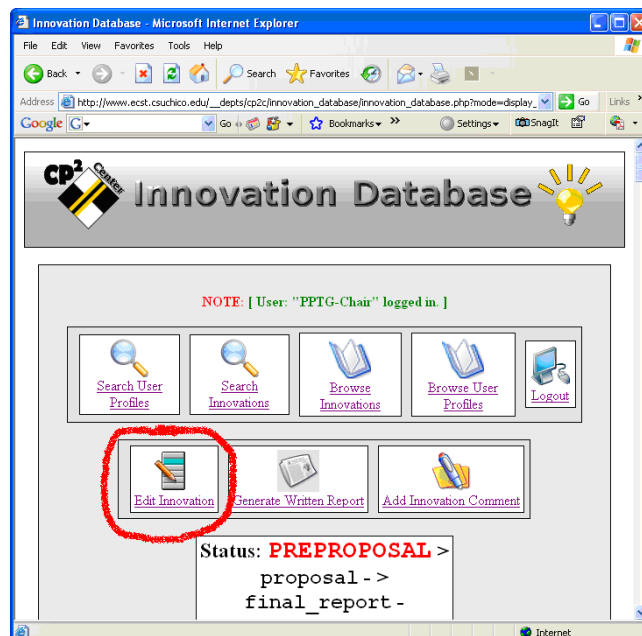 Innovation Database - Microsoft Internet Explorer
File Edit View Favorites Tools Help
Back Search Favorites
Address http://www.ecst.csuchico.edu/__depts/cp2c/innovation_database/innovation_database.php?mode=display_ Go Links »
Google G Go Bookmarks » Settings SnagIt
CP2 Center Innovation Database
NOTE: [ User: "PPTG-Chair" logged in. ]
Search User Profiles
Search Innovations
Browse Innovations
Browse User Profiles
Logout
Edit Innovation
Generate Written Report
Add Innovation Comment
Status: PREPROPOSAL >
proposal->
final_report-
Internet